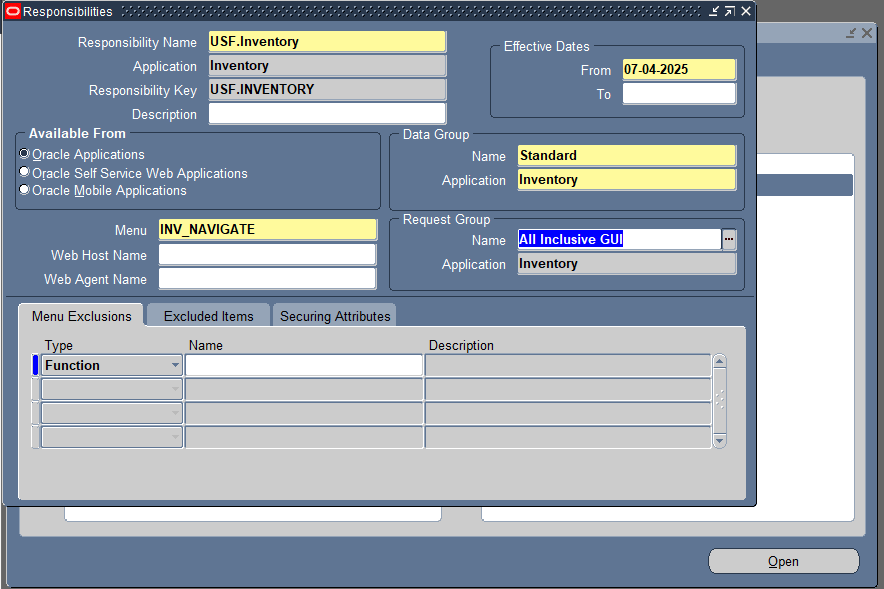 Responsibilities
Responsibility Name USF.Inventory
Application Inventory
Responsibility Key USF.INVENTORY
Description
Effective Dates
From 07-04-2025
To
Available From
Oracle Applications
Oracle Self Service Web Applications
Oracle Mobile Applications
Data Group
Name Standard
Application Inventory
Menu INV_NAVIGATE
Web Host Name
Web Agent Name
Request Group
Name All Inclusive GUI ...
Application Inventory
Menu Exclusions Excluded Items Securing Attributes
Type Name Description
Function
Open